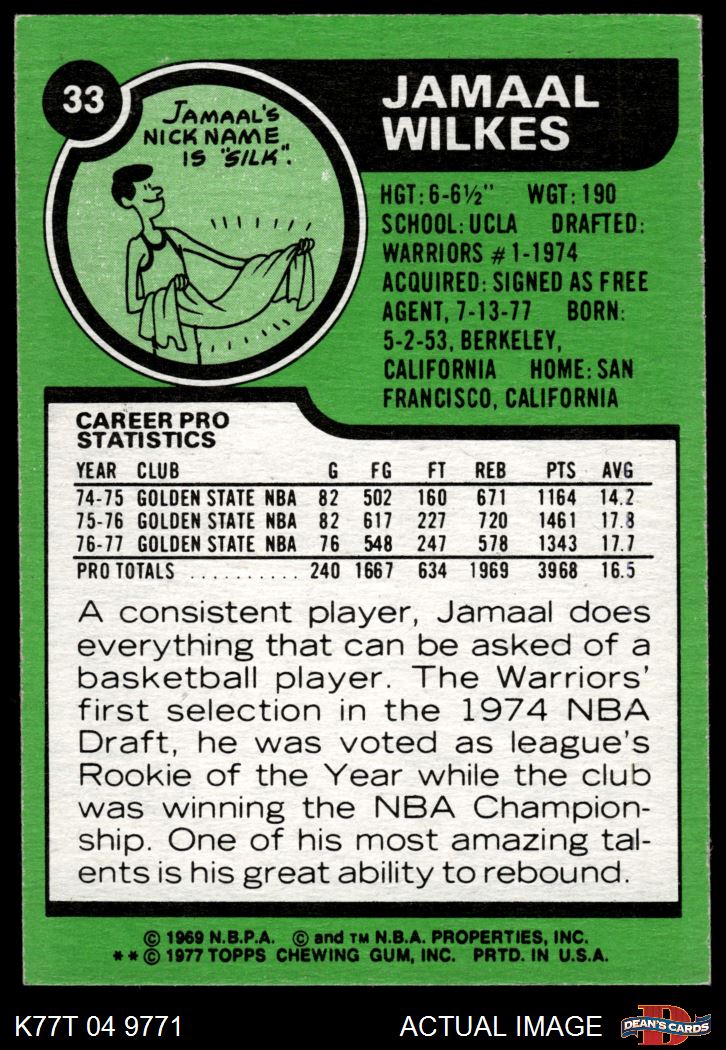 33
JAMAAL'S
NICK NAME
IS "SILK".
JAMAAL
WILKES
HGT: 6-6½" WGT: 190
SCHOOL: UCLA DRAFTED:
WARRIORS #1-1974
ACQUIRED: SIGNED AS FREE
AGENT, 7-13-77 BORN:
5-2-53, BERKELEY,
CALIFORNIA HOME: SAN
FRANCISCO, CALIFORNIA
CAREER PRO
STATISTICS
YEAR CLUB G FG FT REB PTS AVG
74-75 GOLDEN STATE NBA 82 502 160 671 1164 14.2
75-76 GOLDEN STATE NBA 82 617 227 720 1461 17.8
76-77 GOLDEN STATE NBA 76 548 247 578 1343 17.7
PRO TOTALS .......... 240 1667 634 1969 3968 16.5
A consistent player, Jamaal does
everything that can be asked of a
basketball player. The Warriors'
first selection in the 1974 NBA
Draft, he was voted as league's
Rookie of the Year while the club
was winning the NBA Champion-
ship. One of his most amazing tal-
ents is his great ability to rebound.
© 1969 N.B.P.A. © and TM N.B.A. PROPERTIES, INC.
**© 1977 TOPPS CHEWING GUM, INC. PRTD. IN U.S.A.
K77T 04 9771 ACTUAL IMAGE
D
DEAN'S CARDS